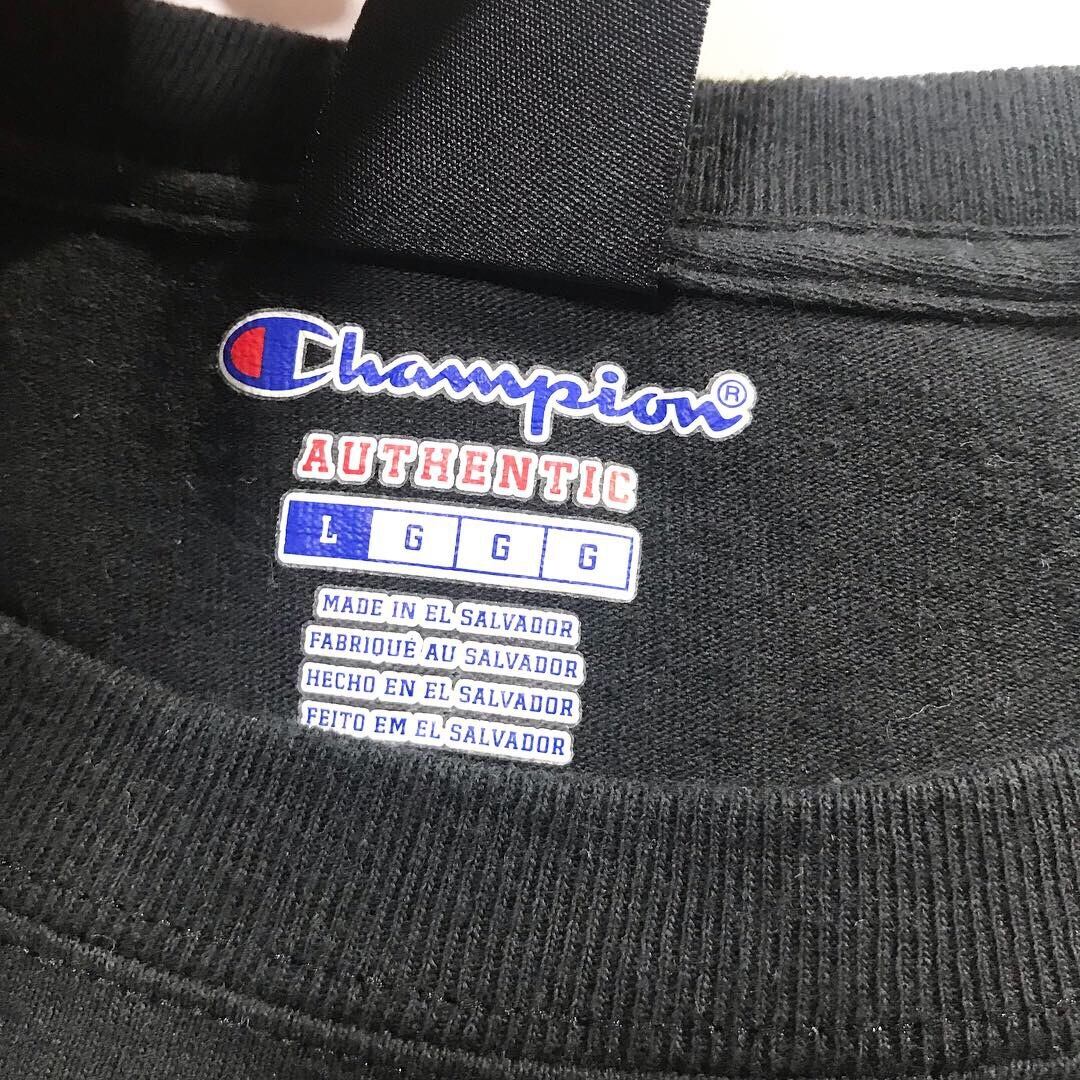 Champion®
AUTHENTIC
L G G G
MADE IN EL SALVADOR
FABRIQUÉ AU SALVADOR
HECHO EN EL SALVADOR
FEITO EM EL SALVADOR